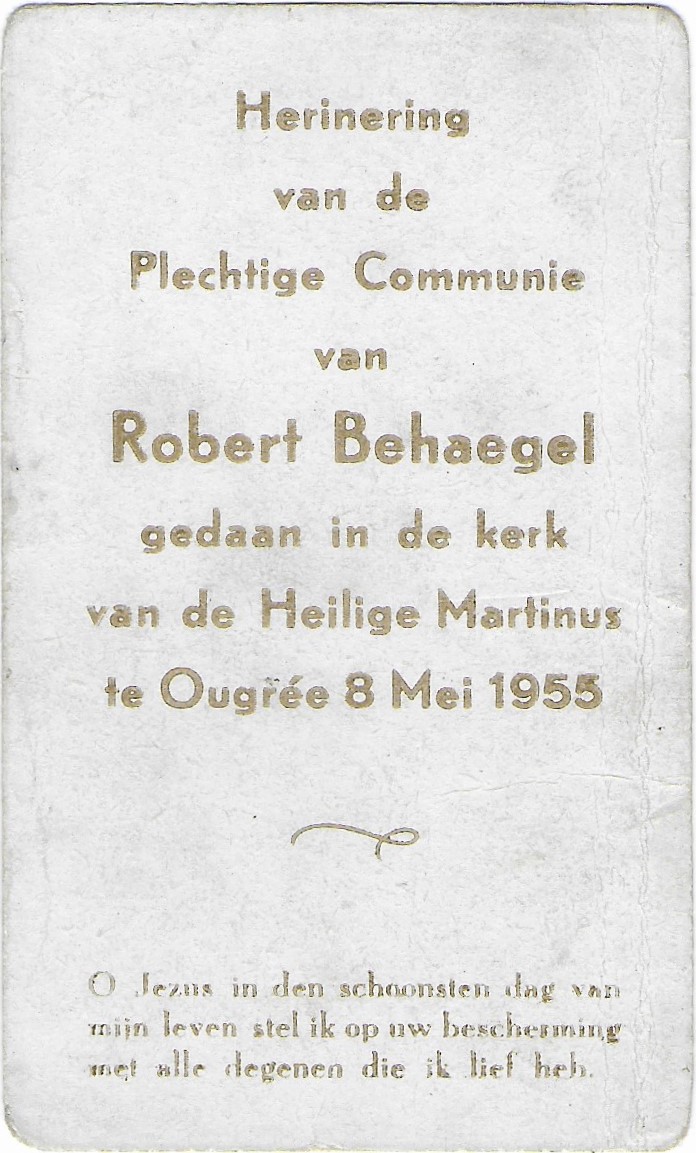 Herinering
van de
Plechtige Communie
van
Robert Behaegel
gedaan in de kerk
van de Heilige Martinus
te Ougrée 8 Mei 1955
O Jezus in den schoonsten dag van
mijn leven stel ik op uw bescherming
met alle degenen die ik lief heb.